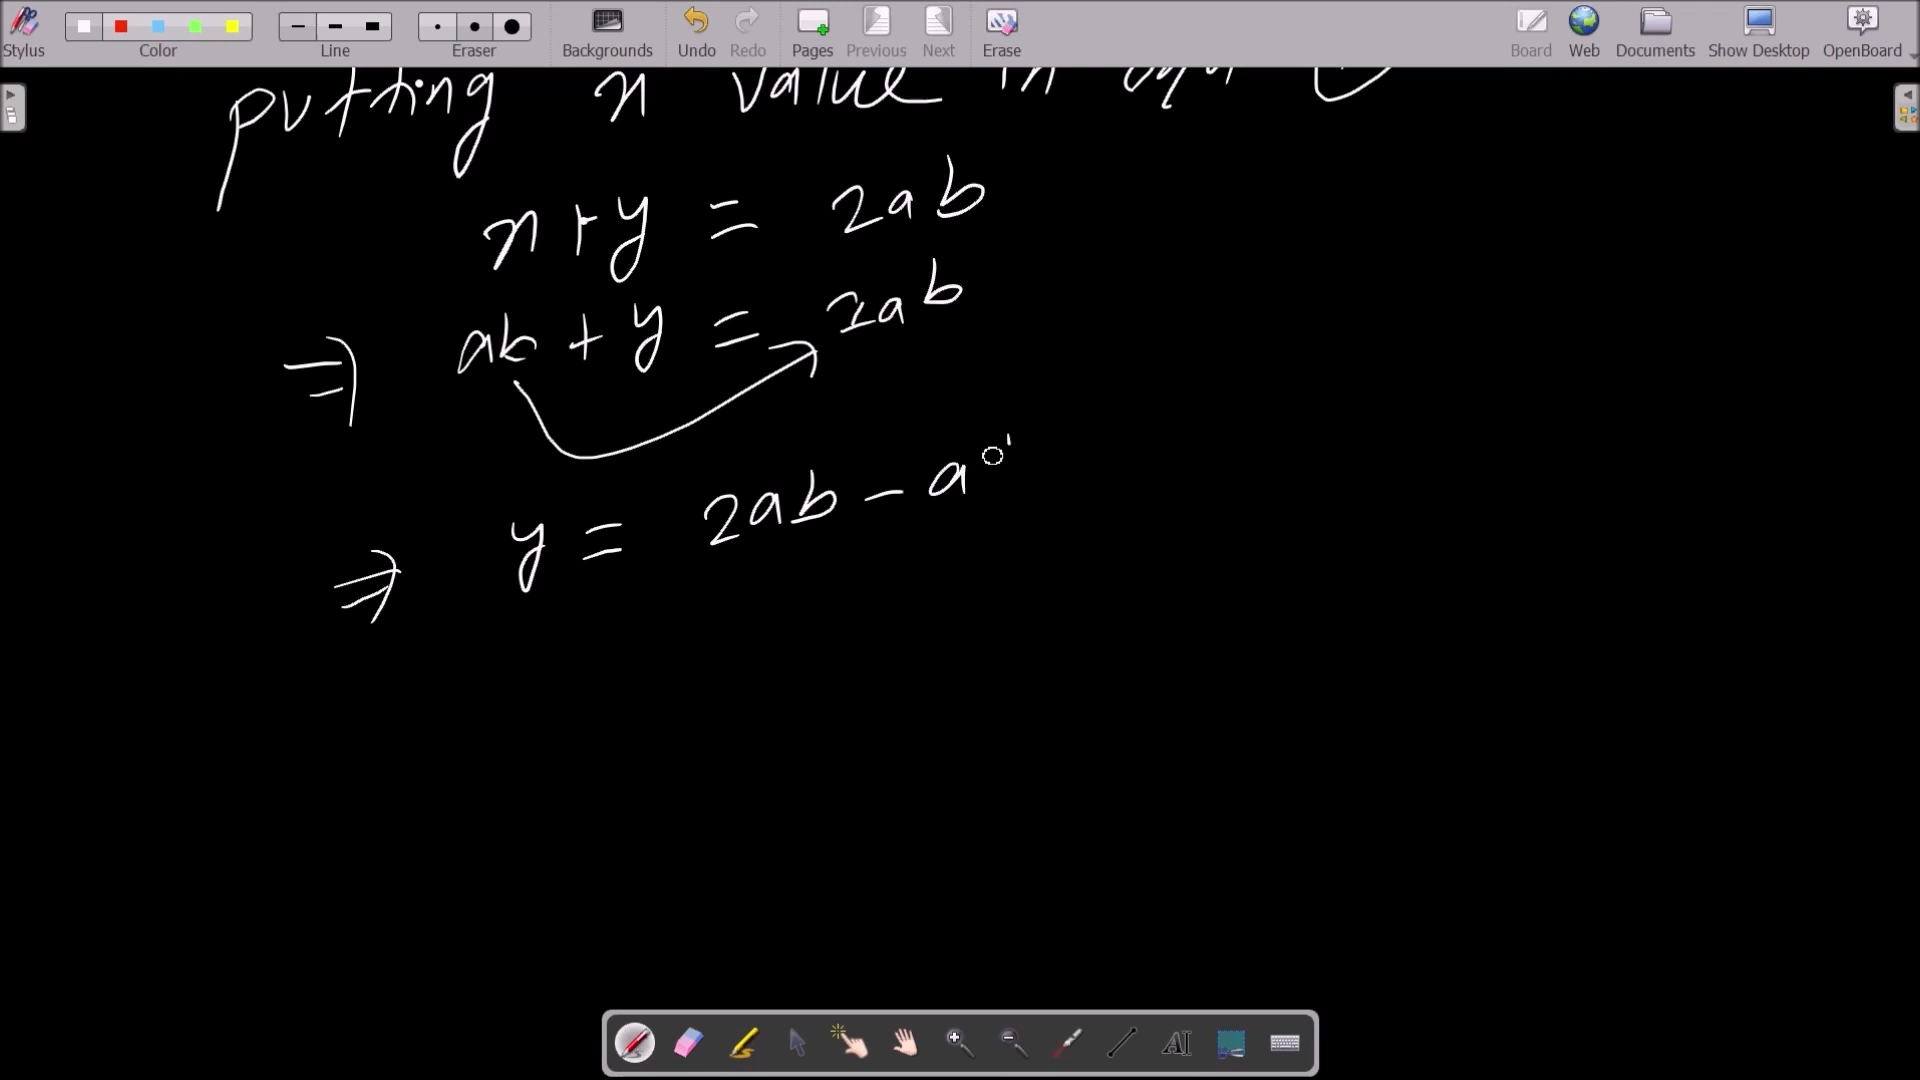 Stylus Color Line Eraser Backgrounds Undo Redo Pages Previous Next Erase Board Web Documents Show Desktop OpenBoard
putting x value in
x + y = 2ab
⇒ ab + y = 2ab
⇒ y = 2ab - a